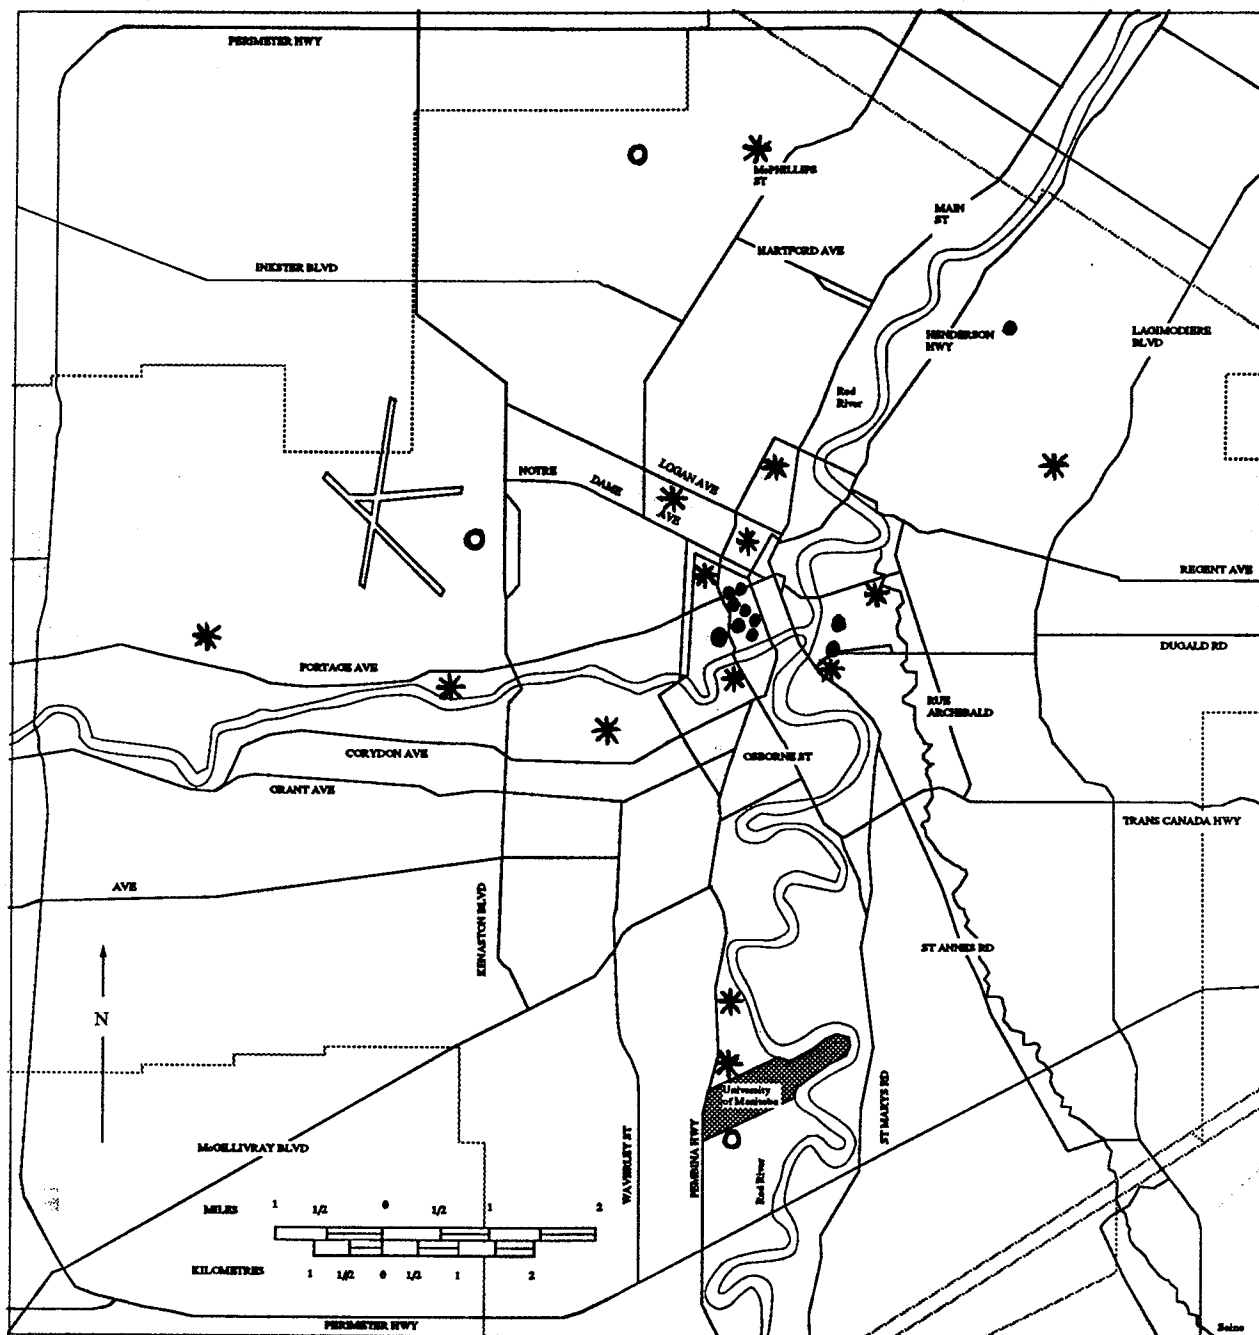 PERIMETER HWY
McPHILLIPS
ST
MAIN
ST
HARTFORD AVE
INKSTER BLVD
HENDERSON
HWY
LAGIMODIERE
BLVD
Red
River
LOGAN AVE
NOTRE
DAME
AVE
REGENT AVE
DUGALD RD
PORTAGE AVE
RUE
ARCHIBALD
CORYDON AVE
OSBORNE ST
GRANT AVE
TRANS CANADA HWY
AVE
KENASTON BLVD
ST ANNES RD
N
University
of Manitoba
ST MARYS RD
McGILLIVRAY BLVD
WAVERLEY ST
PEMBINA HWY
Red River
MILES 1 1/2 0 1/2 1 2
KILOMETRES 1 1/2 0 1/2 1 2
PERIMETER HWY
Seine